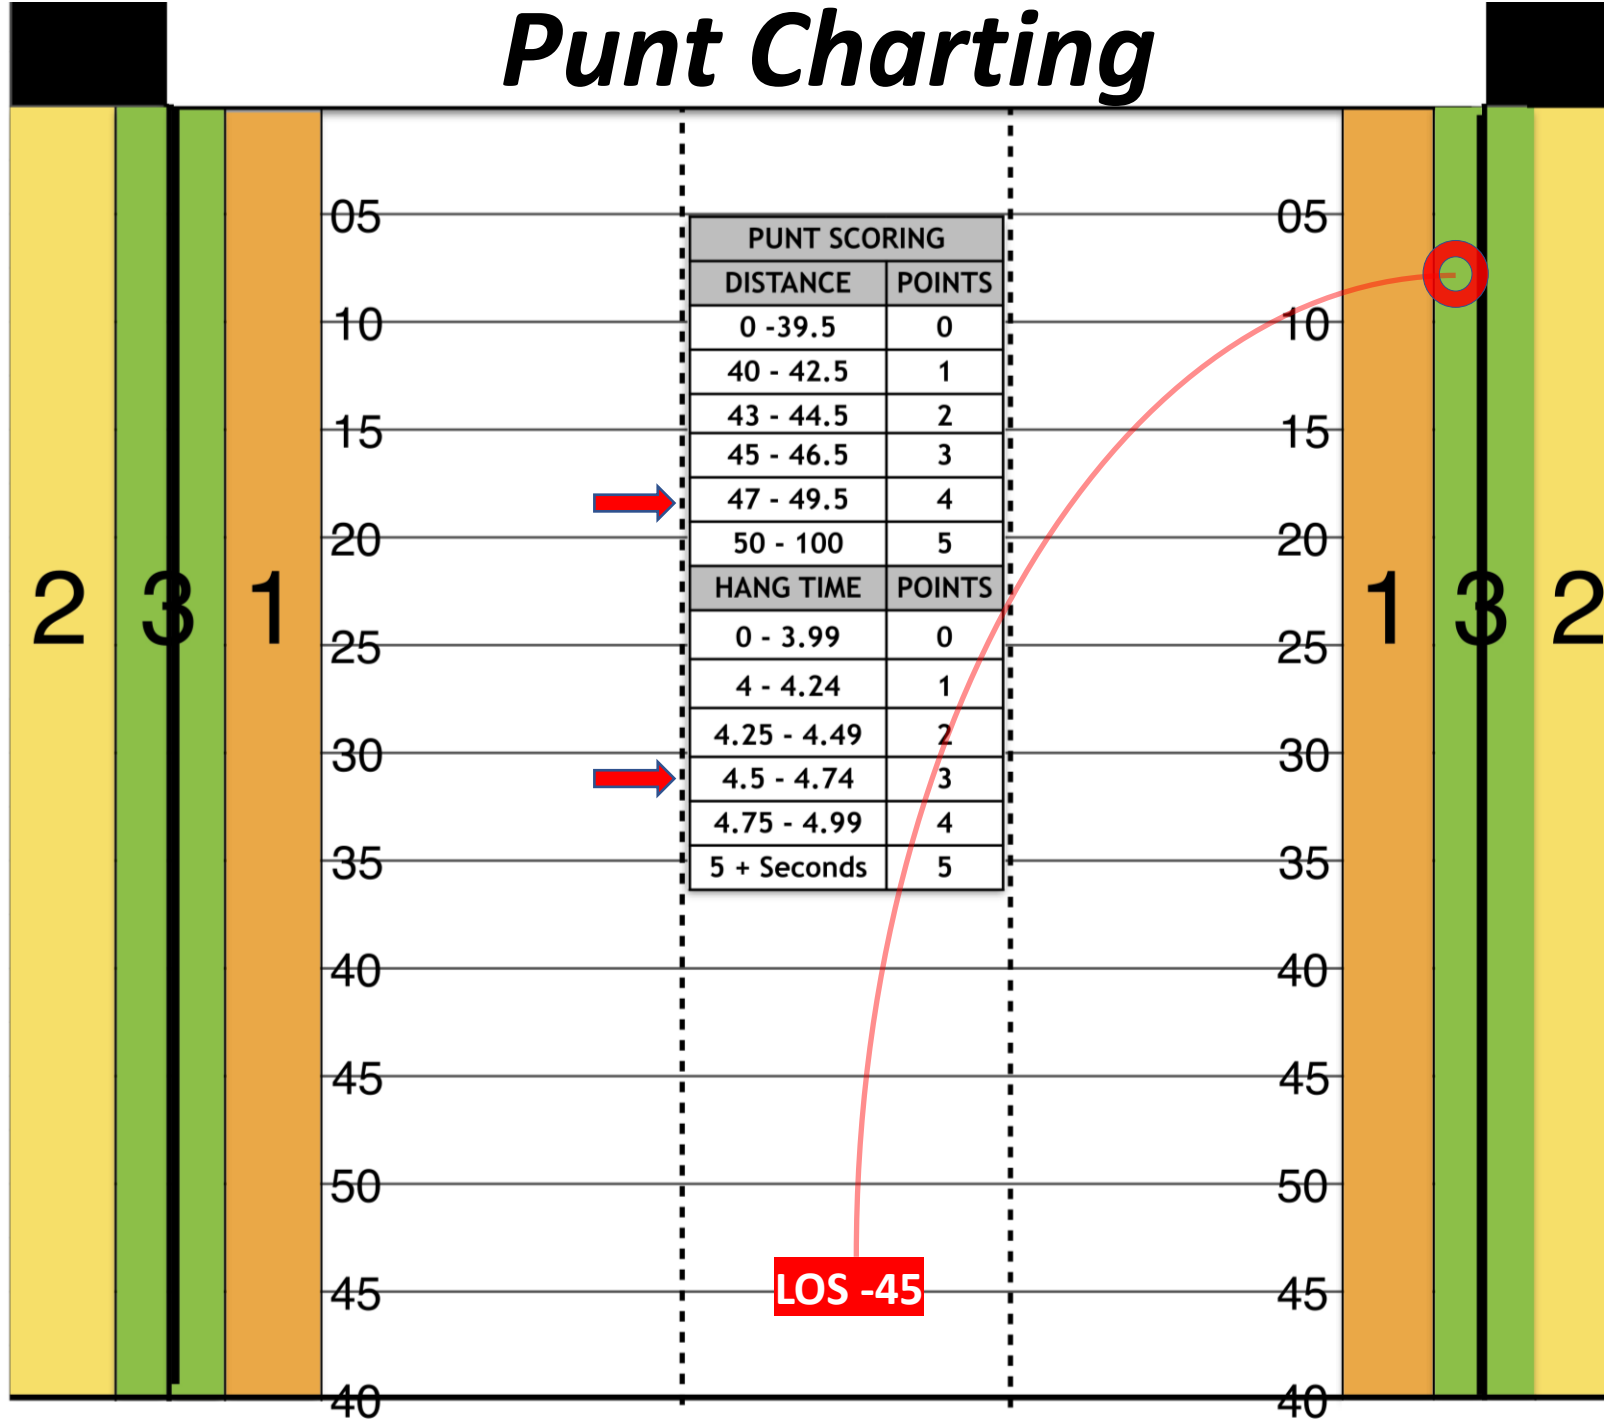 Punt Charting
05 05
PUNT SCORING
DISTANCE POINTS
0 -39.5 0
10 10
40 - 42.5 1
43 - 44.5 2
15 15
45 - 46.5 3
47 - 49.5 4
20 50 - 100 5 20
HANG TIME POINTS
2 3 1 1 3 2
0 - 3.99 0
25 25
4 - 4.24 1
4.25 - 4.49 2
30 30
4.5 - 4.74 3
4.75 - 4.99 4
35 5 + Seconds 5 35
40 40
45 45
50 50
45 LOS -45 45
40 40